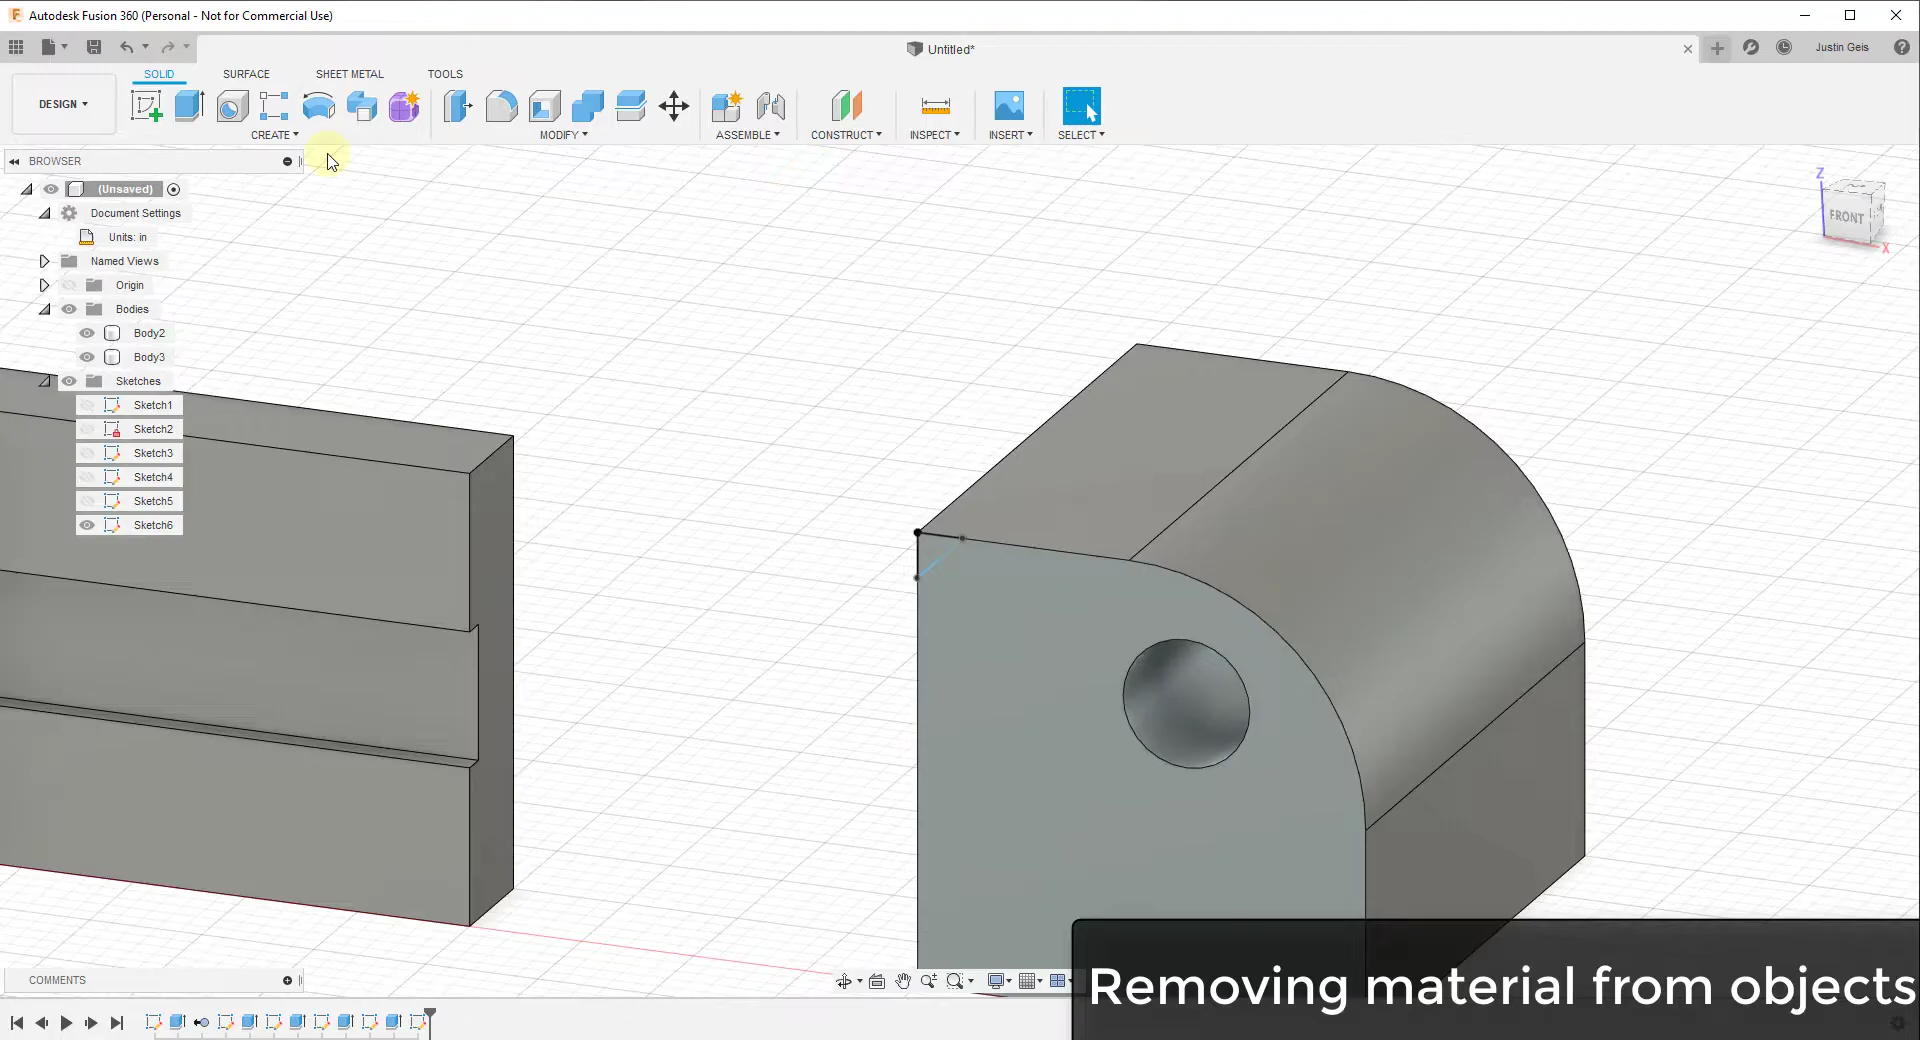 Autodesk Fusion 360 (Personal - Not for Commercial Use)
Untitled*
Justin Geis
SOLID SURFACE SHEET METAL TOOLS
DESIGN
CREATE MODIFY ASSEMBLE CONSTRUCT INSPECT INSERT SELECT
BROWSER
(Unsaved)
Document Settings
Units: in
Named Views
Origin
Bodies
Body2
Body3
Sketches
Sketch1
Sketch2
Sketch3
Sketch4
Sketch5
Sketch6
Z
FRONT
X
COMMENTS
Removing material from objects